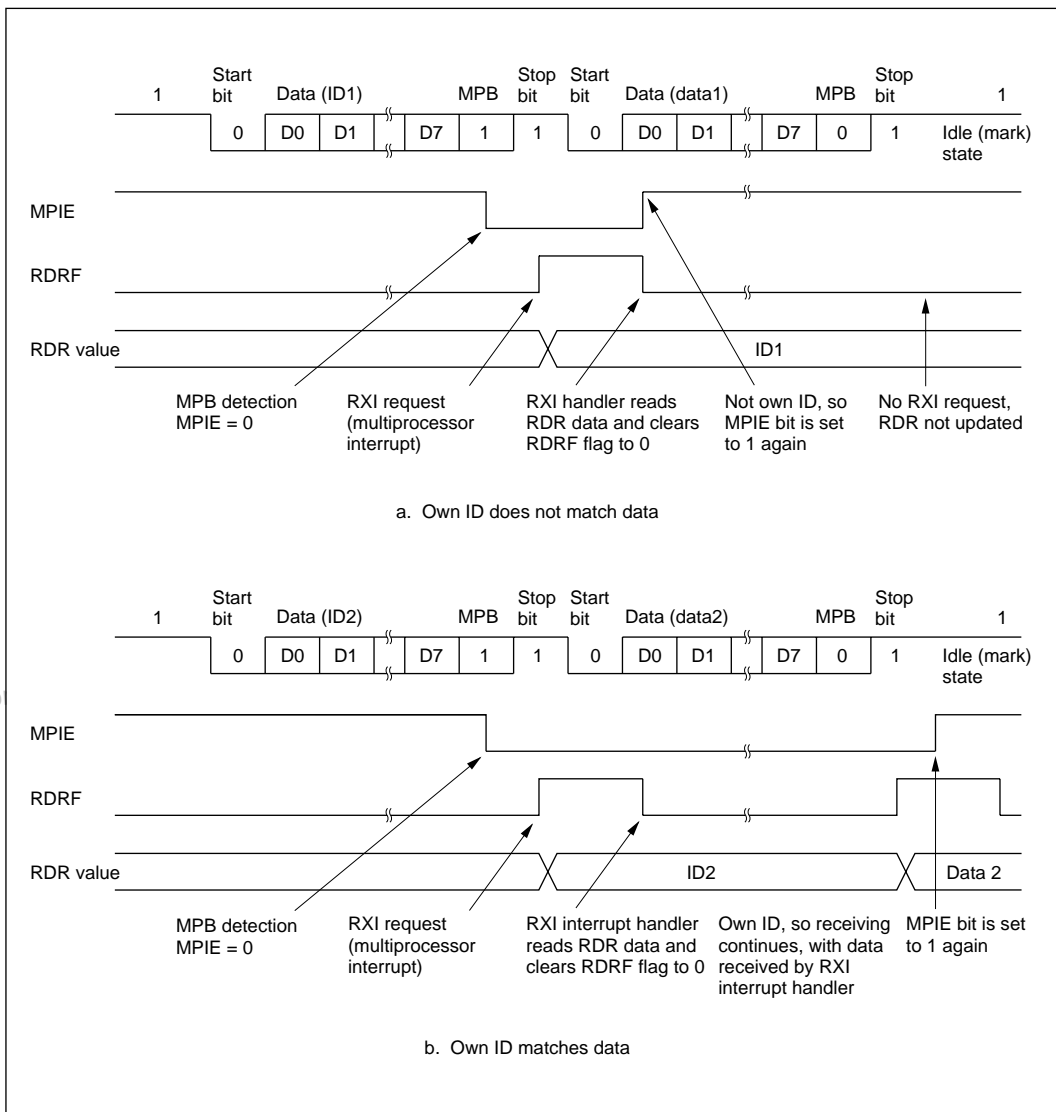 Start Stop Start Stop
1 bit Data (ID1) MPB bit bit Data (data1) MPB bit 1
0 D0 D1 D7 1 1 0 D0 D1 D7 0 1 Idle (mark)
state
MPIE
RDRF
RDR value ID1
MPB detection
MPIE = 0
RXI request
(multiprocessor
interrupt)
RXI handler reads
RDR data and clears
RDRF flag to 0
Not own ID, so
MPIE bit is set
to 1 again
No RXI request,
RDR not updated
a. Own ID does not match data
Start Stop Start Stop
1 bit Data (ID2) MPB bit bit Data (data2) MPB bit 1
0 D0 D1 D7 1 1 0 D0 D1 D7 0 1 Idle (mark)
state
MPIE
RDRF
RDR value ID2 Data 2
MPB detection
MPIE = 0
RXI request
(multiprocessor
interrupt)
RXI interrupt handler
reads RDR data and
clears RDRF flag to 0
Own ID, so receiving
continues, with data
received by RXI
interrupt handler
MPIE bit is set
to 1 again
b. Own ID matches data